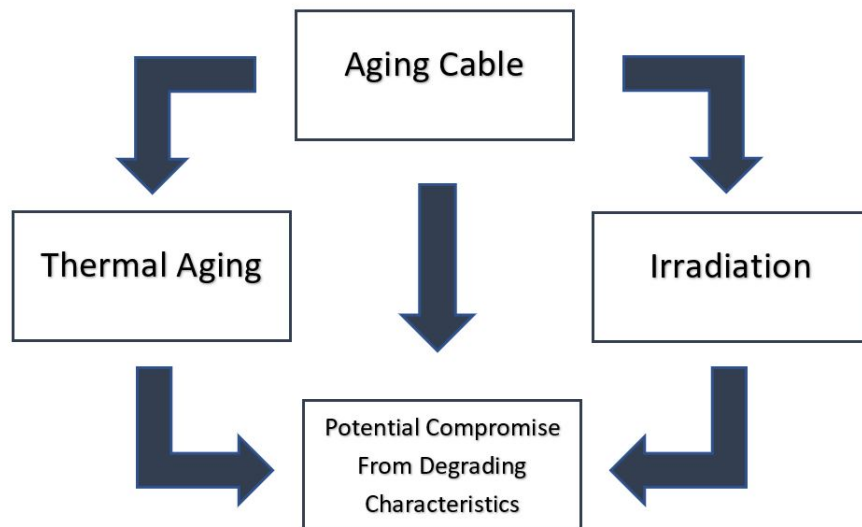 Aging Cable
Thermal Aging
Irradiation
Potential Compromise
From Degrading
Characteristics